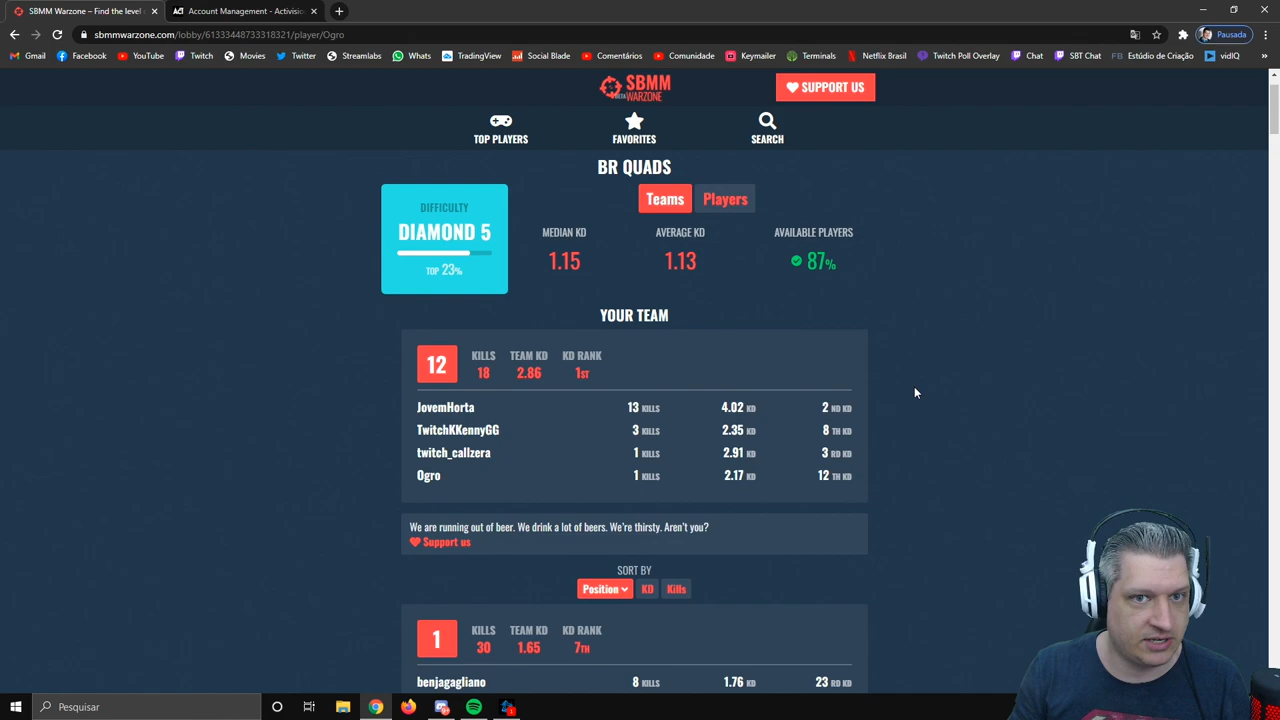 SBMM Warzone – Find the level
Account Management - Activisio
sbmmwarzone.com/lobby/61333448733318321/player/Ogro
Pausada
Gmail Facebook YouTube Twitch Movies Twitter Streamlabs Whats TradingView Social Blade Comentários Comunidade Keymailer Terminals Netflix Brasil Twitch Poll Overlay Chat SBT Chat Estúdio de Criação vidIQ
SBMM
BETA WARZONE
SUPPORT US
TOP PLAYERS
FAVORITES
SEARCH
BR QUADS
DIFFICULTY
DIAMOND 5
TOP 23%
Teams Players
MEDIAN KD
1.15
AVERAGE KD
1.13
AVAILABLE PLAYERS
87%
YOUR TEAM
12
KILLS TEAM KD KD RANK
18 2.86 1ST
JovemHorta 13 KILLS 4.02 KD 2 ND KD
TwitchKKennyGG 3 KILLS 2.35 KD 8 TH KD
twitch_callzera 1 KILLS 2.91 KD 3 RD KD
Ogro 1 KILLS 2.17 KD 12 TH KD
We are running out of beer. We drink a lot of beers. We're thirsty. Aren't you?
Support us
SORT BY
Position KD Kills
1
KILLS TEAM KD KD RANK
30 1.65 7TH
benjagagliano 8 KILLS 1.76 KD 23 RD KD
Pesquisar